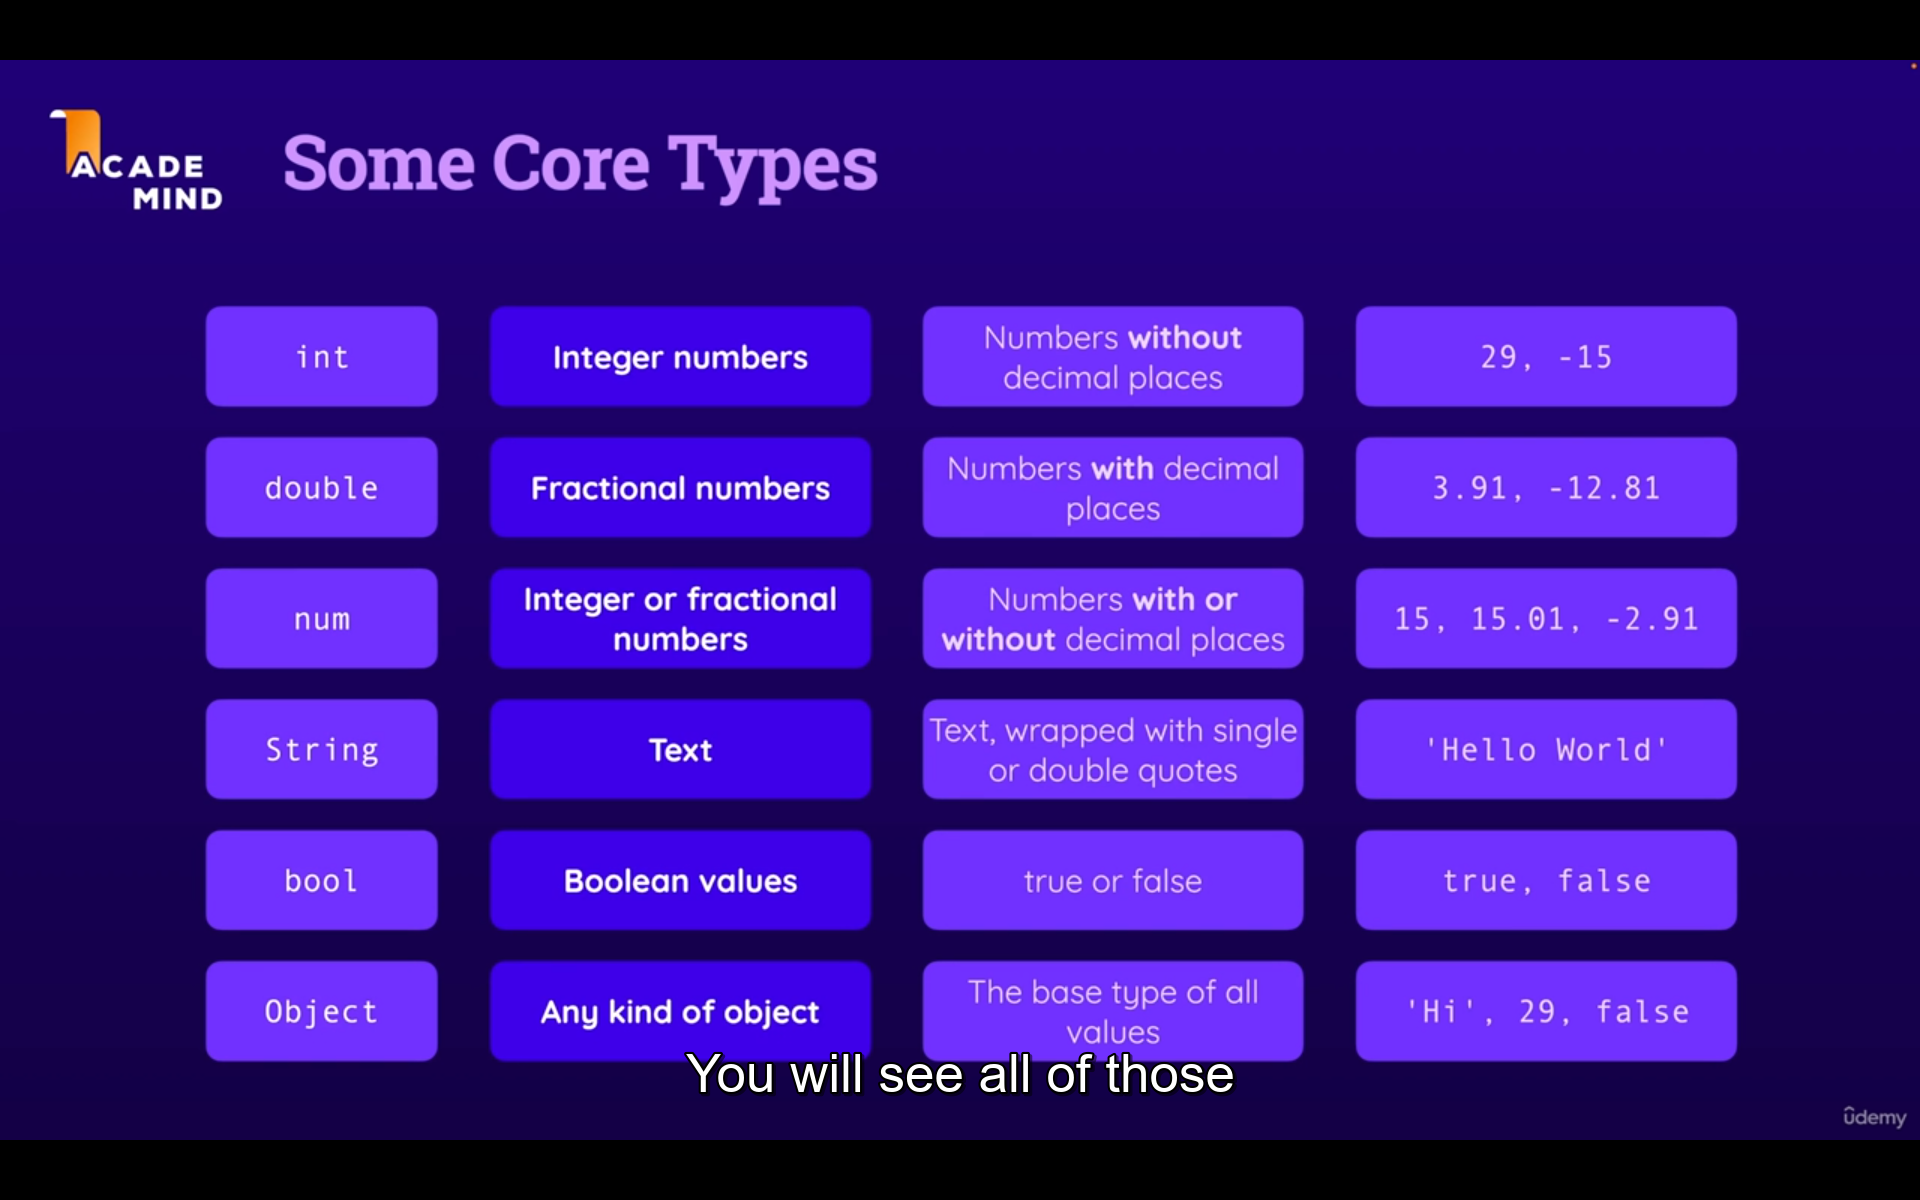 ACADE
MIND
Some Core Types
int
Integer numbers
Numbers without
decimal places
29, -15
double
Fractional numbers
Numbers with decimal
places
3.91, -12.81
num
Integer or fractional
numbers
Numbers with or
without decimal places
15, 15.01, -2.91
String
Text
Text, wrapped with single
or double quotes
'Hello World'
bool
Boolean values
true or false
true, false
Object
Any kind of object
The base type of all
values
'Hi', 29, false
You will see all of those
ûdemy